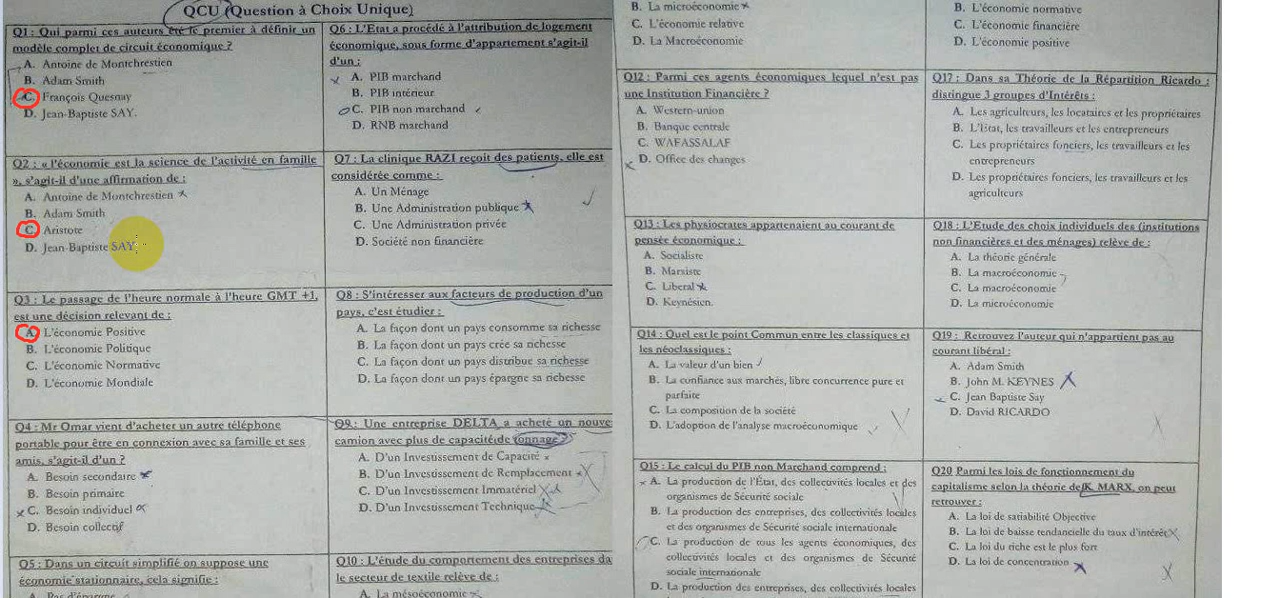 QCU (Question à Choix Unique)
Q1 : Qui parmi ces auteurs été le premier à définir un
modèle complet de circuit économique ?
A. Antoine de Montchrestien
B. Adam Smith
C. François Quesnay
D. Jean-Baptiste SAY.
Q2 : « l'économie est la science de l'activité en famille
», s'agit-il d'une affirmation de :
A. Antoine de Montchrestien
B. Adam Smith
C. Aristote
D. Jean-Baptiste SAY.
Q3 : Le passage de l'heure normale à l'heure GMT +1,
est une décision relevant de :
A. L'économie Positive
B. L'économie Politique
C. L'économie Normative
D. L'économie Mondiale
Q4 : Mr Omar vient d'acheter un autre téléphone
portable pour être en connexion avec sa famille et ses
amis, s'agit-il d'un ?
A. Besoin secondaire
B. Besoin primaire
C. Besoin individuel
D. Besoin collectif
Q5 : Dans un circuit simplifié on suppose une
économie stationnaire, cela signifie :
A. Pas d'épargne
Q6 : L'Etat a procédé à l'attribution de logement
économique, sous forme d'appartement s'agit-il
d'un :
A. PIB marchand
B. PIB intérieur
C. PIB non marchand
D. RNB marchand
Q7 : La clinique RAZI reçoit des patients, elle est
considérée comme :
A. Un Ménage
B. Une Administration publique
C. Une Administration privée
D. Société non financière
Q8 : S'intéresser aux facteurs de production d'un
pays, c'est étudier :
A. La façon dont un pays consomme sa richesse
B. La façon dont un pays crée sa richesse
C. La façon dont un pays distribue sa richesse
D. La façon dont un pays épargne sa richesse
Q9 : Une entreprise DELTA a acheté un nouve
camion avec plus de capacité de tonnage ?
A. D'un Investissement de Capacité
B. D'un Investissement de Remplacement
C. D'un Investissement Immatériel
D. D'un Investissement Technique
Q10 : L'étude du comportement des entreprises da
le secteur de textile relève de :
A. La mésoéconomie
B. La microéconomie
C. L'économie relative
D. La Macroéconomie
Q12 : Parmi ces agents économiques lequel n'est pas
une Institution Financière ?
A. Western-union
B. Banque centrale
C. WAFASSALAF
D. Office des changes
Q13 : Les physiocrates appartenaient au courant de
pensée économique :
A. Socialiste
B. Marxiste
C. Liberal
D. Keynésien.
Q14 : Quel est le point Commun entre les classiques et
les néoclassiques :
A. La valeur d'un bien
B. La confiance aux marchés, libre concurrence pure et
parfaite
C. La composition de la société
D. L'adoption de l'analyse macroéconomique
Q15 : Le calcul du PIB non Marchand comprend :
A. La production de l'État, des collectivités locales et des
organismes de Sécurité sociale
B. La production des entreprises, des collectivités locales
et des organismes de Sécurité sociale internationale
C. La production de tous les agents économiques, des
collectivités locales et des organismes de Sécurité
sociale internationale
D. La production des entreprises, des collectivités locales
B. L'économie normative
C. L'économie financière
D. L'économie positive
Q17 : Dans sa Théorie de la Répartition Ricardo :
distingue 3 groupes d'Intérêts :
A. Les agriculteurs, les locataires et les propriétaires
B. L'Etat, les travailleurs et les entrepreneurs
C. Les propriétaires fonciers, les travailleurs et les
entrepreneurs
D. Les propriétaires fonciers, les travailleurs et les
agriculteurs
Q18 : L'Etude des choix individuels des (institutions
non financières et des ménages) relève de :
A. La théorie générale
B. La macroéconomie
C. La macroéconomie
D. La microéconomie
Q19 : Retrouvez l'auteur qui n'appartient pas au
courant libéral :
A. Adam Smith
B. John M. KEYNES
C. Jean Baptiste Say
D. David RICARDO
Q20 Parmi les lois de fonctionnement du
capitalisme selon la théorie de K. MARX, on peut
retrouver :
A. La loi de satiabilité Objective
B. La loi de baisse tendancielle du taux d'intérêt
C. La loi du riche est le plus fort
D. La loi de concentration